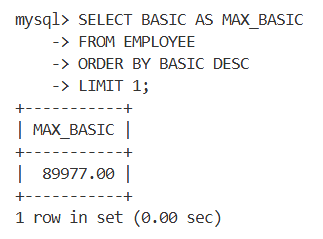 mysql> SELECT BASIC AS MAX_BASIC
    -> FROM EMPLOYEE
    -> ORDER BY BASIC DESC
    -> LIMIT 1;
+-----------+
| MAX_BASIC |
+-----------+
|  89977.00 |
+-----------+
1 row in set (0.00 sec)